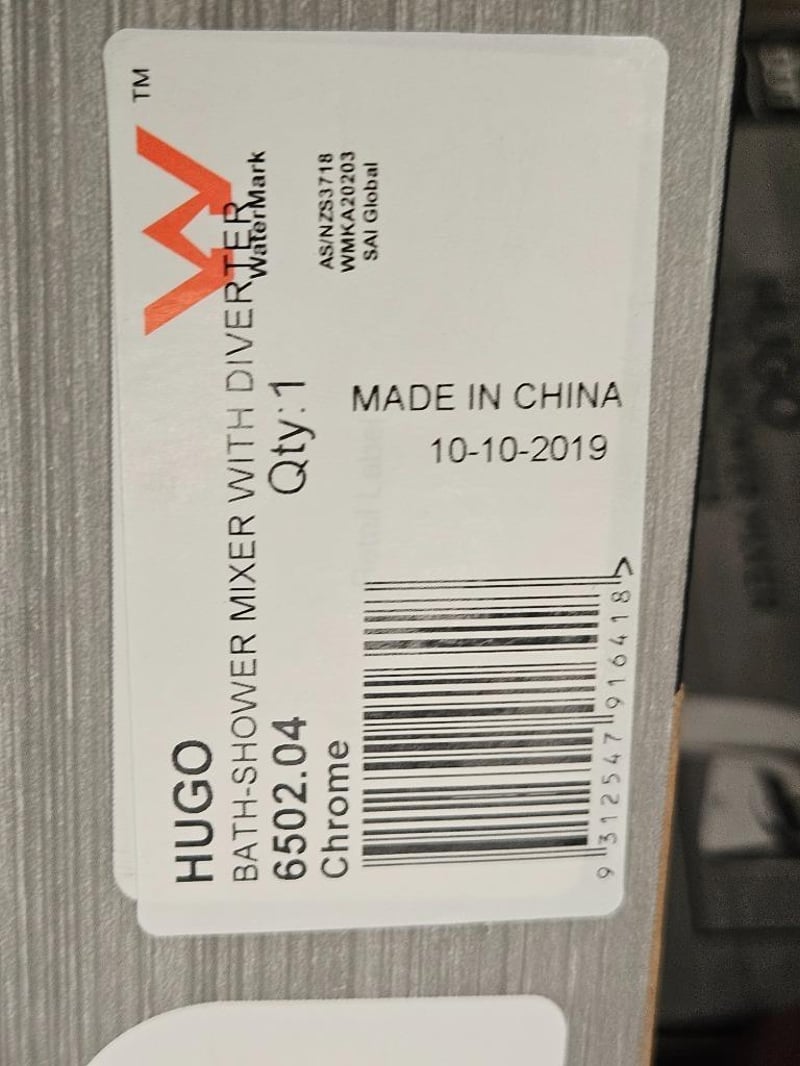 HUGO
BATH-SHOWER MIXER WITH DIVERTER
6502.04
Qty:1
Chrome
TM
WaterMark
AS/NZS3718
WMKA20203
SAI Global
MADE IN CHINA
10-10-2019
9 312547 916418 >